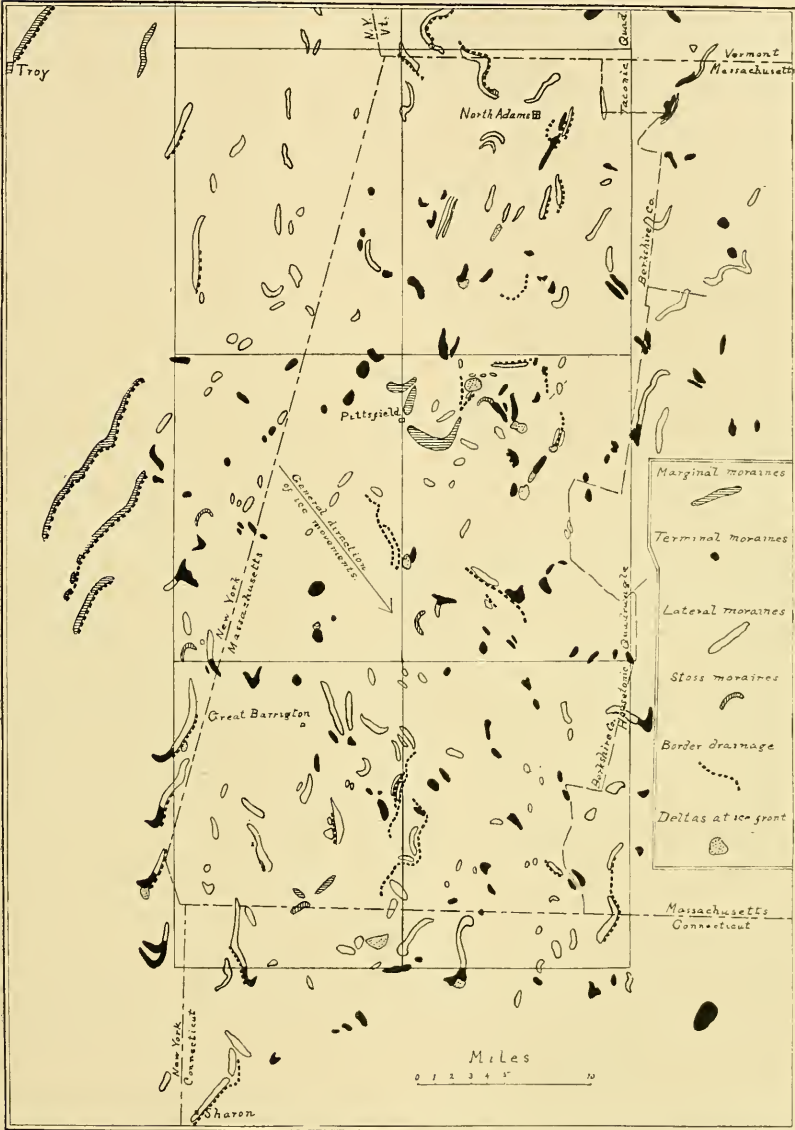 N.Y.
Vt.
Quad.
Troy
Vermont
Massachusetts
Taconic
North Adams
Berkshire Co.
Pittsfield
General direction
of ice movements.
Marginal moraines
Terminal moraines
Lateral moraines
Stoss moraines
Border drainage
Deltas at ice front
New York
Massachusetts
Housatonic Quadrangle
Great Barrington
Berkshire Co.
Massachusetts
Connecticut
New York
Connecticut
Miles
0 1 2 3 4 5 10
Sharon